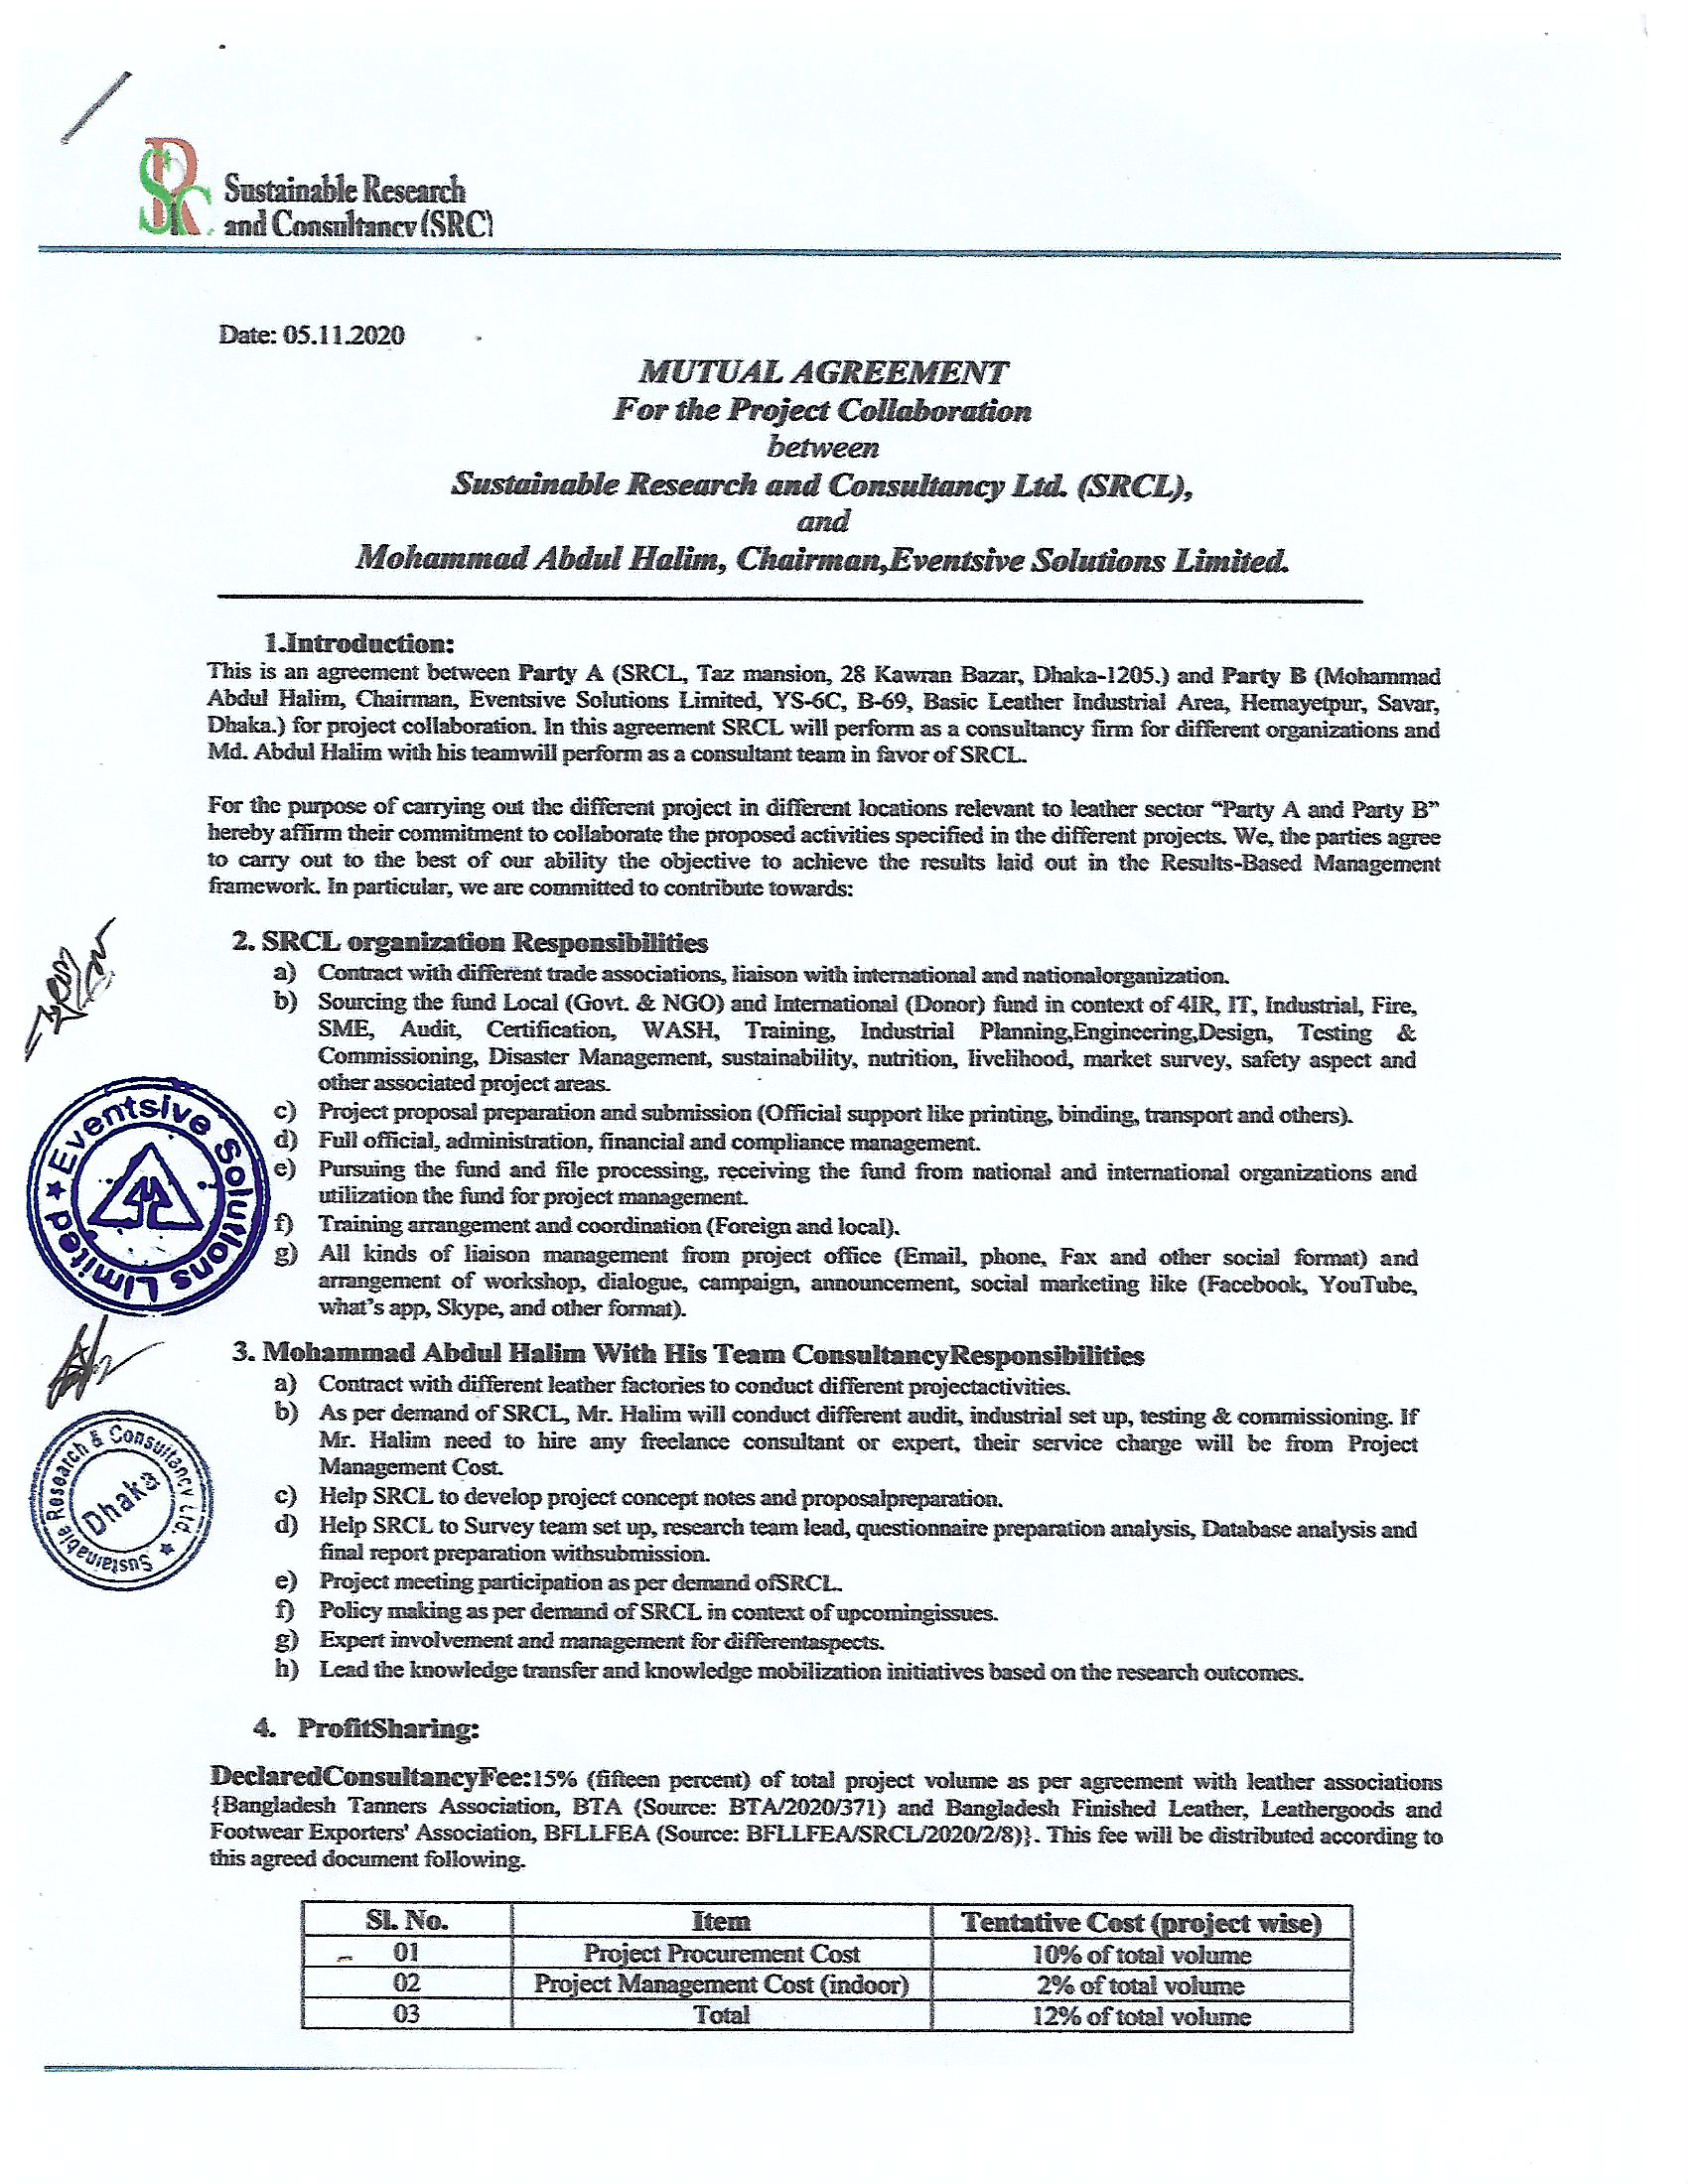 Sustainable Research
and Consultancy (SRC)
Date: 05.11.2020
MUTUAL AGREEMENT
For the Project Collaboration
between
Sustainable Research and Consultancy Ltd. (SRCL),
and
Mohammad Abdul Halim, Chairman,Eventsive Solutions Limited.
1.Introduction:
This is an agreement between Party A (SRCL, Taz mansion, 28 Kawran Bazar, Dhaka-1205.) and Party B (Mohammad
Abdul Halim, Chairman, Eventsive Solutions Limited, YS-6C, B-69, Basic Leather Industrial Area, Hemayetpur, Savar,
Dhaka.) for project collaboration. In this agreement SRCL will perform as a consultancy firm for different organizations and
Md. Abdul Halim with his teamwill perform as a consultant team in favor of SRCL.
For the purpose of carrying out the different project in different locations relevant to leather sector “Party A and Party B”
hereby affirm their commitment to collaborate the proposed activities specified in the different projects. We, the parties agree
to carry out to the best of our ability the objective to achieve the results laid out in the Results-Based Management
framework. In particular, we are committed to contribute towards:
2. SRCL organization Responsibilities
a) Contract with different trade associations, liaison with international and nationalorganization.
b) Sourcing the fund Local (Govt. & NGO) and International (Donor) fund in context of 4IR, IT, Industrial, Fire,
SME, Audit, Certification, WASH, Training, Industrial Planning,Engineering,Design, Testing &
Commissioning, Disaster Management, sustainability, nutrition, livelihood, market survey, safety aspect and
other associated project areas.
c) Project proposal preparation and submission (Official support like printing, binding, transport and others).
d) Full official, administration, financial and compliance management.
e) Pursuing the fund and file processing, receiving the fund from national and international organizations and
utilization the fund for project management.
f) Training arrangement and coordination (Foreign and local).
g) All kinds of liaison management from project office (Email, phone, Fax and other social format) and
arrangement of workshop, dialogue, campaign, announcement, social marketing like (Facebook, YouTube,
what's app, Skype, and other format).
Eventsive Solutions Limited
3. Mohammad Abdul Halim With His Team ConsultancyResponsibilities
a) Contract with different leather factories to conduct different projectactivities.
b) As per demand of SRCL, Mr. Halim will conduct different audit, industrial set up, testing & commissioning. If
Mr. Halim need to hire any freelance consultant or expert, their service charge will be from Project
Management Cost.
c) Help SRCL to develop project concept notes and proposalpreparation.
d) Help SRCL to Survey team set up, research team lead, questionnaire preparation analysis, Database analysis and
final report preparation withsubmission.
e) Project meeting participation as per demand ofSRCL.
f) Policy making as per demand of SRCL in context of upcomingissues.
g) Expert involvement and management for differentaspects.
h) Lead the knowledge transfer and knowledge mobilization initiatives based on the research outcomes.
Sustainable Research & Consultancy Ltd.
Dhaka
4. ProfitSharing:
DeclaredConsultancyFee:15% (fifteen percent) of total project volume as per agreement with leather associations
{Bangladesh Tanners Association, BTA (Source: BTA/2020/371) and Bangladesh Finished Leather, Leathergoods and
Footwear Exporters' Association, BFLLFEA (Source: BFLLFEA/SRCL/2020/2/8)}. This fee will be distributed according to
this agreed document following.
Sl. No. Item Tentative Cost (project wise)
01 Project Procurement Cost 10% of total volume
02 Project Management Cost (indoor) 2% of total volume
03 Total 12% of total volume